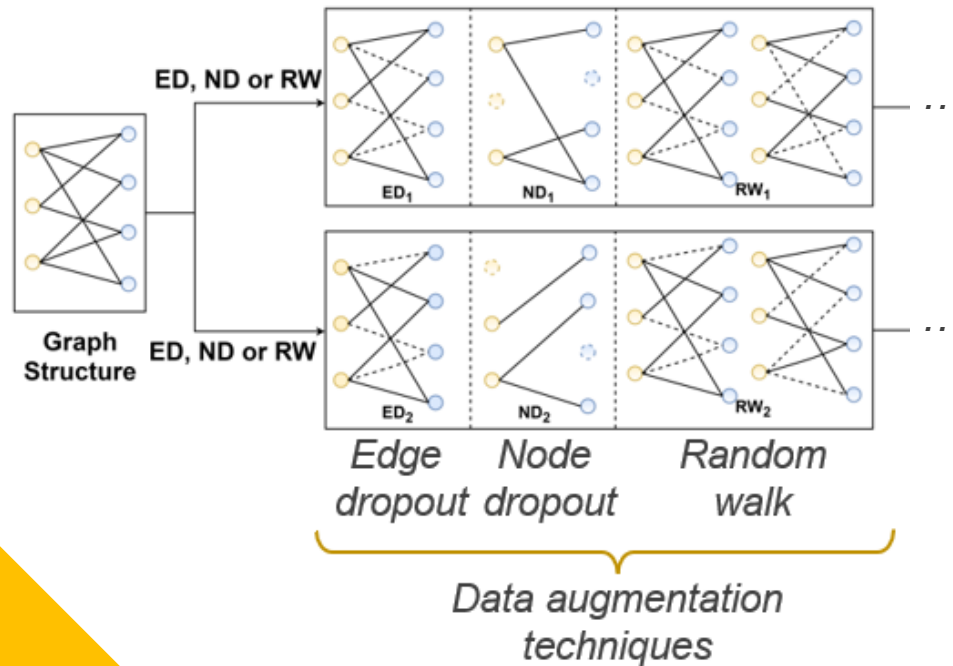 ED, ND or RW
ED₁
ND₁
RW₁
..
Graph
Structure
ED, ND or RW
ED₂
ND₂
RW₂
..
Edge
dropout
Node
dropout
Random
walk
Data augmentation
techniques